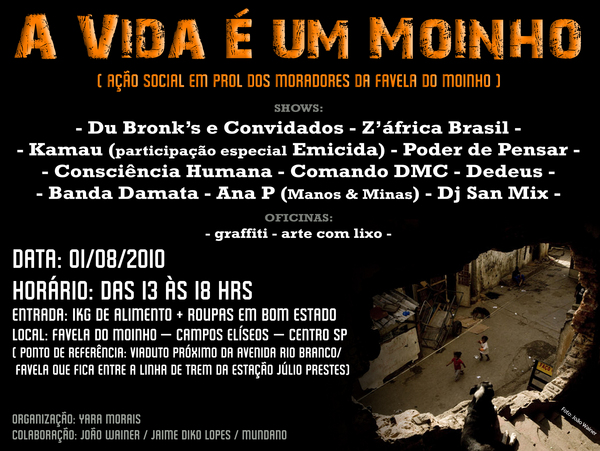 A VIDA É UM MOINHO
( AÇÃO SOCIAL EM PROL DOS MORADORES DA FAVELA DO MOINHO )
SHOWS:
- Du Bronk's e Convidados - Z'áfrica Brasil -
- Kamau (participação especial Emicida) - Poder de Pensar -
- Consciência Humana - Comando DMC - Dedeus -
- Banda Damata - Ana P (Manos & Minas) - Dj San Mix -
OFICINAS:
- graffiti - arte com lixo -
DATA: 01/08/2010
HORÁRIO: DAS 13 ÀS 18 HRS
ENTRADA: 1KG DE ALIMENTO + ROUPAS EM BOM ESTADO
LOCAL: FAVELA DO MOINHO – CAMPOS ELÍSEOS – CENTRO SP
( PONTO DE REFERÊNCIA: VIADUTO PRÓXIMO DA AVENIDA RIO BRANCO/
FAVELA QUE FICA ENTRE A LINHA DE TREM DA ESTAÇÃO JÚLIO PRESTES)
ORGANIZAÇÃO: YARA MORAIS
COLABORAÇÃO: JOÃO WAINER / JAIME DIKO LOPES / MUNDANO
Foto: João Wainer